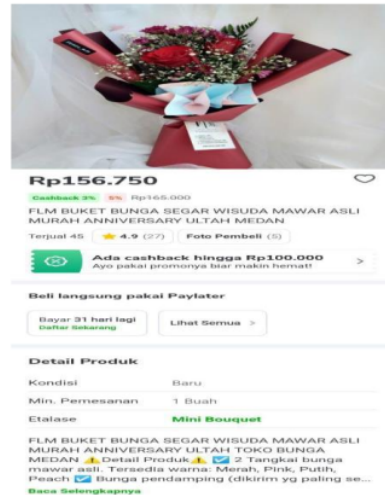 Rp156.750
Cashback 3% 5% Rp165.000
FLM BUKET BUNGA SEGAR WISUDA MAWAR ASLI
MURAH ANNIVERSARY ULTAH MEDAN
Terjual 45 4.9 (27) Foto Pembeli (5)
Ada cashback hingga Rp100.000
Ayo pakai promonya biar makin hemat!
Beli langsung pakai Paylater
Bayar 31 hari lagi
Daftar Sekarang
Lihat Semua >
Detail Produk
Kondisi Baru
Min. Pemesanan 1 Buah
Etalase Mini Bouquet
FLM BUKET BUNGA SEGAR WISUDA MAWAR ASLI
MURAH ANNIVERSARY ULTAH TOKO BUNGA
MEDAN ⚠️Detail Produk⚠️ ☑️ 2 Tangkai bunga
mawar asli. Tersedia warna: Merah, Pink, Putih,
Peach ☑️ Bunga pendamping (dikirim yg paling se...
Baca Selengkapnya